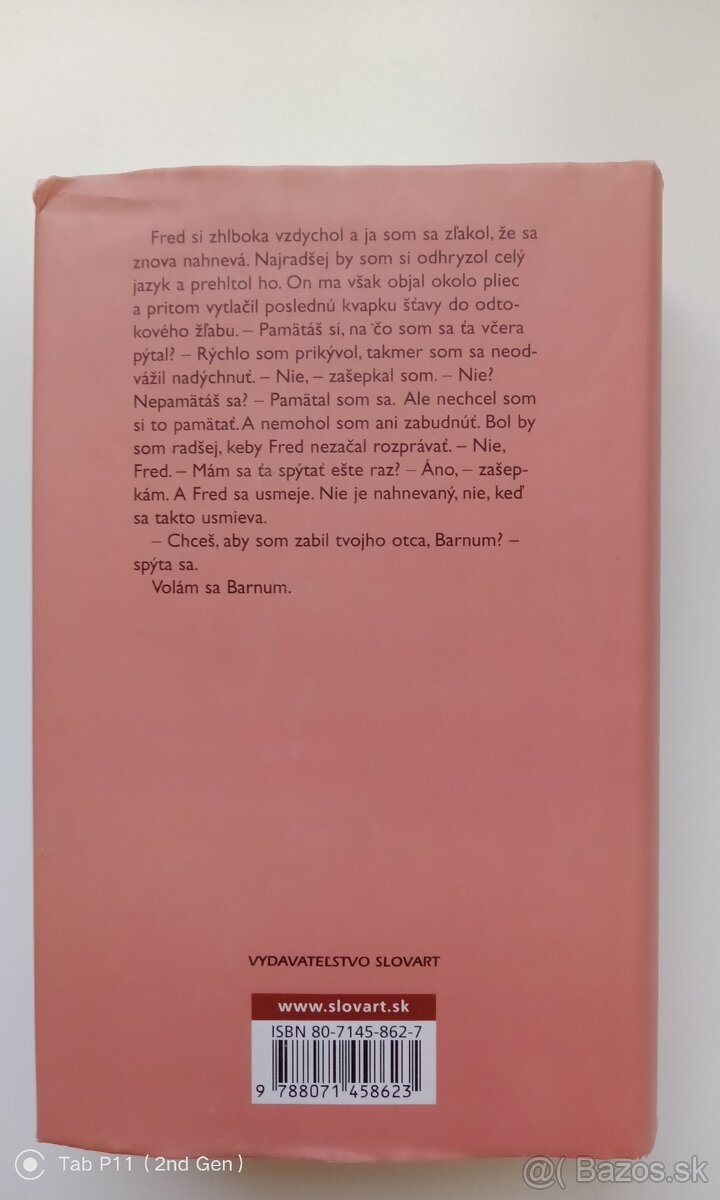 Fred si zhlboka vzdychol a ja som sa zľakol, že sa
znova nahnevá. Najradšej by som si odhryzol celý
jazyk a prehltol ho. On ma však objal okolo pliec
a pritom vytlačil poslednú kvapku šťavy do odto-
kového žľabu. – Pamätáš si, na čo som sa ťa včera
pýtal? – Rýchlo som prikývol, takmer som sa neod-
vážil nadýchnuť. – Nie, – zašepkal som. – Nie?
Nepamätáš sa? – Pamätal som sa. Ale nechcel som
si to pamätať. A nemohol som ani zabudnúť. Bol by
som radšej, keby Fred nezačal rozprávať. – Nie,
Fred. – Mám sa ťa spýtať ešte raz? – Áno, – zašep-
kám. A Fred sa usmeje. Nie je nahnevaný, nie, keď
sa takto usmieva.
– Chceš, aby som zabil tvojho otca, Barnum? –
spýta sa.
Volám sa Barnum.
VYDAVATEĽSTVO SLOVART
www.slovart.sk
ISBN 80-7145-862-7
9 788071 458623
Tab P11 (2nd Gen)
@( Bazos.sk